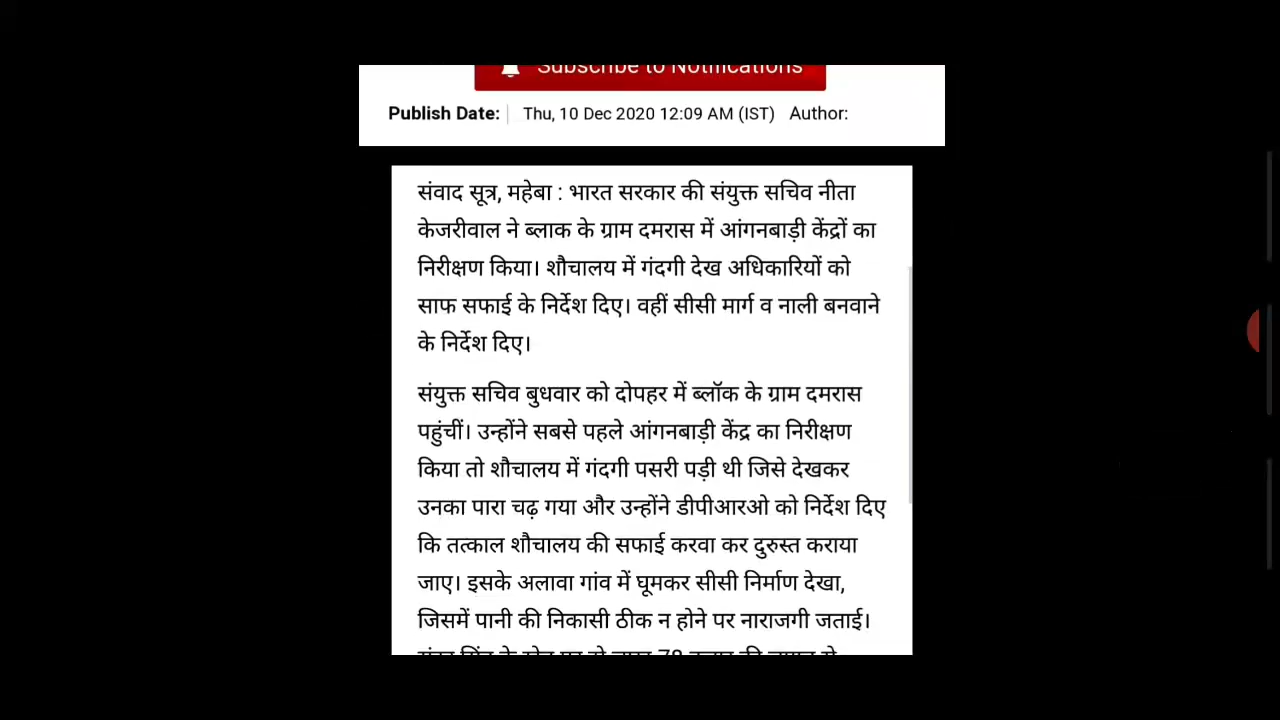 Subscribe to Notifications
Publish Date: Thu, 10 Dec 2020 12:09 AM (IST) Author:
संवाद सूत्र, महेबा : भारत सरकार की संयुक्त सचिव नीता
केजरीवाल ने ब्लाक के ग्राम दमरास में आंगनबाड़ी केंद्रों का
निरीक्षण किया। शौचालय में गंदगी देख अधिकारियों को
साफ सफाई के निर्देश दिए। वहीं सीसी मार्ग व नाली बनवाने
के निर्देश दिए।
संयुक्त सचिव बुधवार को दोपहर में ब्लॉक के ग्राम दमरास
पहुंचीं। उन्होंने सबसे पहले आंगनबाड़ी केंद्र का निरीक्षण
किया तो शौचालय में गंदगी पसरी पड़ी थी जिसे देखकर
उनका पारा चढ़ गया और उन्होंने डीपीआरओ को निर्देश दिए
कि तत्काल शौचालय की सफाई करवा कर दुरुस्त कराया
जाए। इसके अलावा गांव में घूमकर सीसी निर्माण देखा,
जिसमें पानी की निकासी ठीक न होने पर नाराजगी जताई।